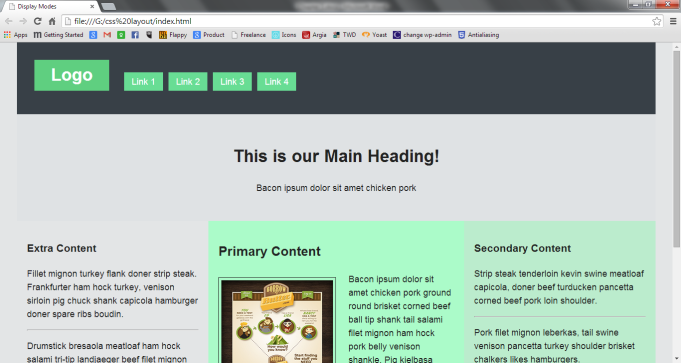 Display Modes
file:///G:/css%20layout/index.html
Apps
Getting Started
Flappy
Product
Freelance
Icons
Argia
TWD
Yoast
change wp-admin
Antialiasing
Logo
Link 1
Link 2
Link 3
Link 4
This is our Main Heading!
Bacon ipsum dolor sit amet chicken pork
Extra Content
Fillet mignon turkey flank doner strip steak.
Frankfurter ham hock turkey, venison
sirloin pig chuck shank capicola hamburger
doner spare ribs boudin.
Drumstick bresaola meatloaf ham hock
salami tri-tip landjaeger beef filet mignon
Primary Content
Bacon ipsum dolor sit
amet chicken pork ground
round brisket corned beef
ball tip shank tail salami
filet mignon ham hock
pork belly venison
shankle. Pig kielbasa
Secondary Content
Strip steak tenderloin kevin swine meatloaf
capicola, doner beef turducken pancetta
corned beef pork loin shoulder.
Pork filet mignon leberkas, tail swine
venison pancetta turkey shoulder brisket
chalkers likes hamburgers.